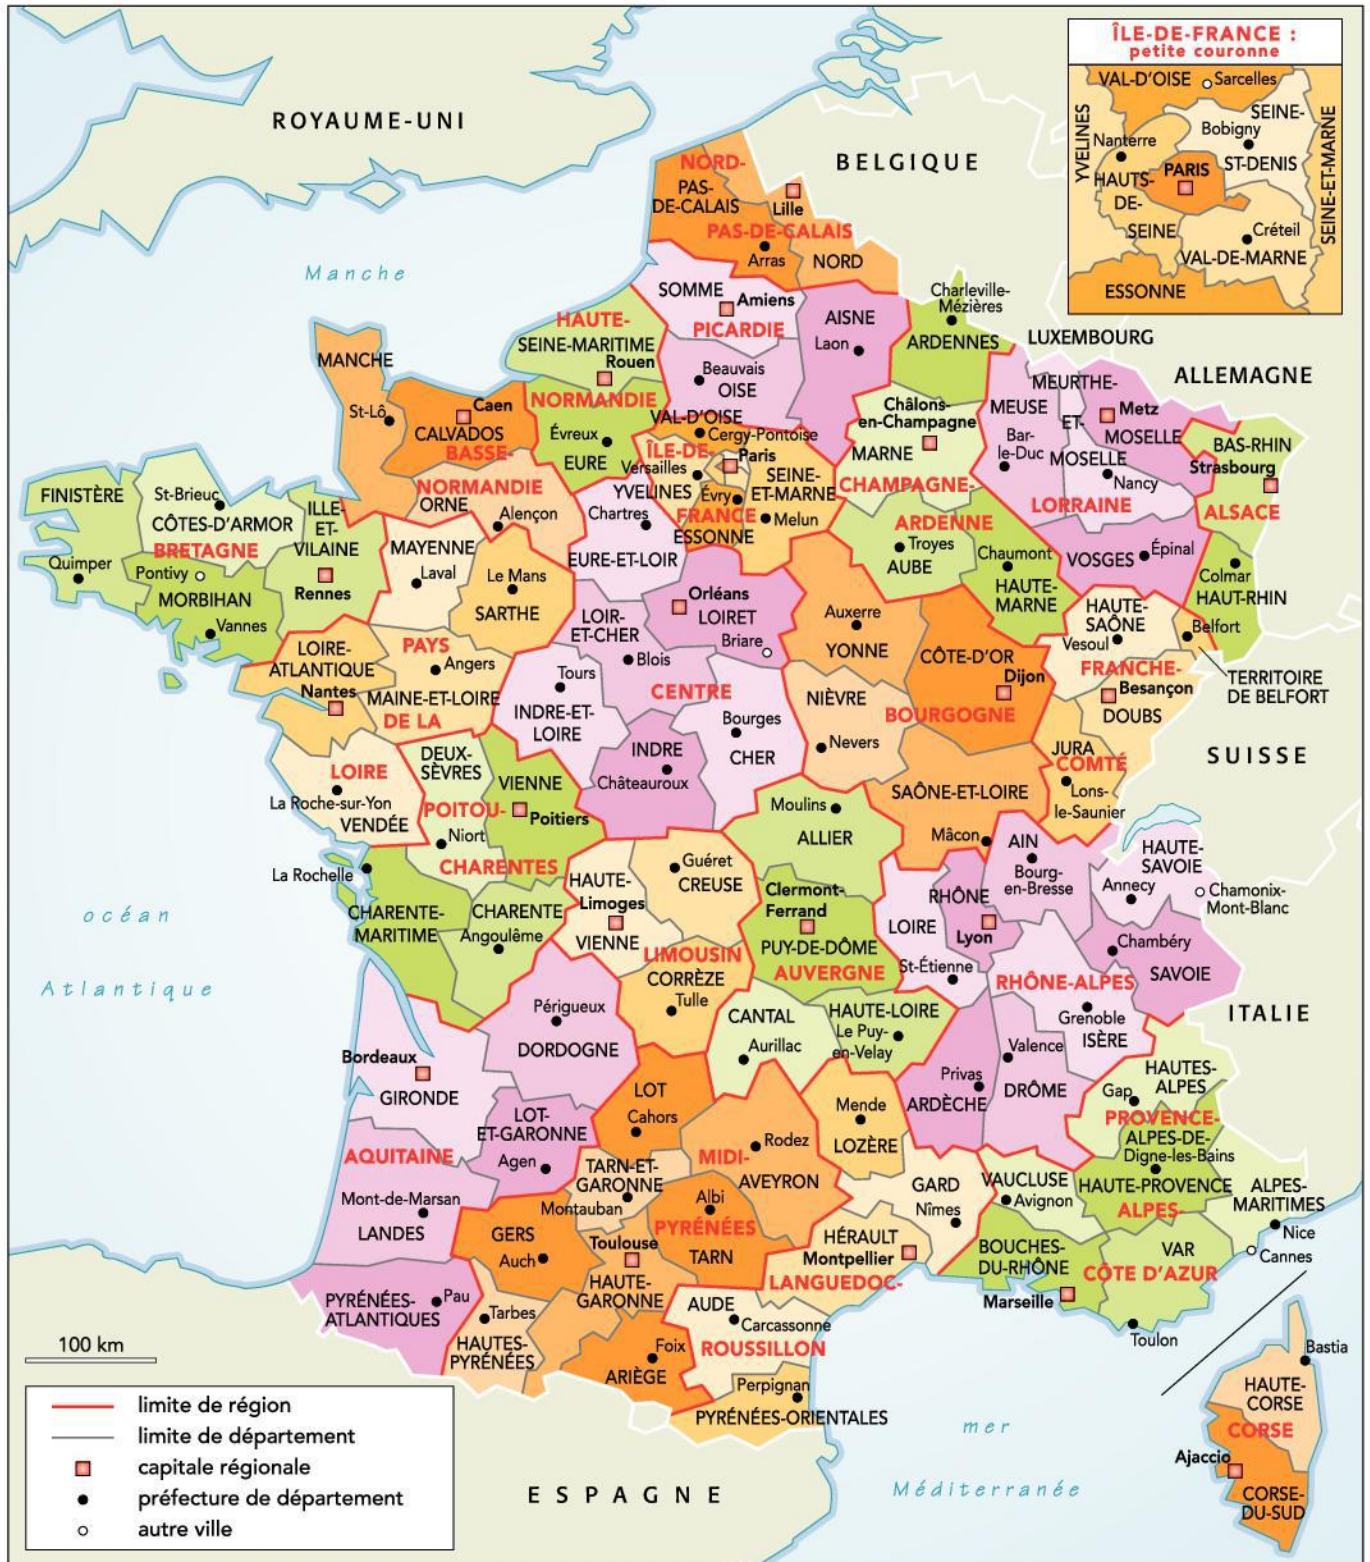 ÎLE-DE-FRANCE :
petite couronne
VAL-D'OISE
Sarcelles
YVELINES
SEINE-
Bobigny
Nanterre
ST-DENIS
PARIS
HAUTS-
DE-
SEINE
Créteil
VAL-DE-MARNE
SEINE-ET-MARNE
ESSONNE
ROYAUME-UNI
BELGIQUE
LUXEMBOURG
ALLEMAGNE
SUISSE
ITALIE
ESPAGNE
Manche
océan
Atlantique
mer
Méditerranée
NORD-
PAS-
DE-CALAIS
Lille
PAS-DE-CALAIS
Arras
NORD
SOMME
Amiens
PICARDIE
AISNE
Laon
Beauvais
OISE
Charleville-
Mézières
ARDENNES
HAUTE-
SEINE-MARITIME
Rouen
NORMANDIE
Évreux
EURE
MANCHE
St-Lô
Caen
CALVADOS
BASSE-
NORMANDIE
ORNE
Alençon
VAL-D'OISE
Cergy-Pontoise
ÎLE-DE-
Paris
Versailles
YVELINES
SEINE-
ET-MARNE
Évry
FRANCE
Melun
ESSONNE
Châlons-
en-Champagne
MARNE
CHAMPAGNE-
ARDENNE
Troyes
AUBE
Chaumont
HAUTE-
MARNE
MEURTHE-
MEUSE
ET-
Metz
MOSELLE
Bar-
le-Duc
MOSELLE
Nancy
LORRAINE
VOSGES
Épinal
BAS-RHIN
Strasbourg
ALSACE
Colmar
HAUT-RHIN
FINISTÈRE
St-Brieuc
CÔTES-D'ARMOR
BRETAGNE
ILLE-
ET-
VILAINE
Quimper
Pontivy
MORBIHAN
Vannes
Rennes
MAYENNE
Laval
Le Mans
SARTHE
LOIRE-
ATLANTIQUE
Nantes
PAYS
Angers
MAINE-ET-LOIRE
DE LA
LOIRE
La Roche-sur-Yon
VENDÉE
Chartres
EURE-ET-LOIR
Orléans
LOIRET
Briare
LOIR-
ET-CHER
Blois
Tours
INDRE-ET-
LOIRE
CENTRE
Bourges
CHER
INDRE
Châteauroux
Auxerre
YONNE
CÔTE-D'OR
Dijon
NIÈVRE
BOURGOGNE
Nevers
SAÔNE-ET-LOIRE
Mâcon
HAUTE-
SAÔNE
Vesoul
Belfort
TERRITOIRE
DE BELFORT
FRANCHE-
Besançon
DOUBS
JURA
COMTÉ
Lons-
le-Saunier
DEUX-
SÈVRES
VIENNE
POITOU-
Poitiers
Niort
CHARENTES
La Rochelle
CHARENTE-
MARITIME
CHARENTE
Angoulême
HAUTE-
Limoges
VIENNE
Guéret
CREUSE
LIMOUSIN
CORRÈZE
Tulle
Moulins
ALLIER
Clermont-
Ferrand
PUY-DE-DÔME
AUVERGNE
CANTAL
Aurillac
HAUTE-LOIRE
Le Puy-
en-Velay
AIN
Bourg-
en-Bresse
RHÔNE
LOIRE
Lyon
St-Étienne
HAUTE-
SAVOIE
Annecy
Chamonix-
Mont-Blanc
Chambéry
SAVOIE
RHÔNE-ALPES
Grenoble
ISÈRE
Valence
Privas
DRÔME
ARDÈCHE
Périgueux
DORDOGNE
Bordeaux
GIRONDE
LOT-
ET-GARONNE
Agen
AQUITAINE
Mont-de-Marsan
LANDES
PYRÉNÉES-
ATLANTIQUES
Pau
LOT
Cahors
Rodez
MIDI-
AVEYRON
TARN-ET-
GARONNE
Montauban
Albi
PYRÉNÉES
TARN
GERS
Auch
Toulouse
HAUTE-
GARONNE
Tarbes
HAUTES-
PYRÉNÉES
Foix
ARIÈGE
Mende
LOZÈRE
GARD
Nîmes
HÉRAULT
Montpellier
LANGUEDOC-
AUDE
Carcassonne
ROUSSILLON
Perpignan
PYRÉNÉES-ORIENTALES
HAUTES-
ALPES
Gap
PROVENCE-
ALPES-DE-
Digne-les-Bains
HAUTE-PROVENCE
ALPES-
VAUCLUSE
Avignon
ALPES-
MARITIMES
Nice
Cannes
BOUCHES-
DU-RHÔNE
VAR
CÔTE D'AZUR
Marseille
Toulon
Bastia
HAUTE-
CORSE
CORSE
Ajaccio
CORSE-
DU-SUD
100 km
limite de région
limite de département
capitale régionale
préfecture de département
autre ville